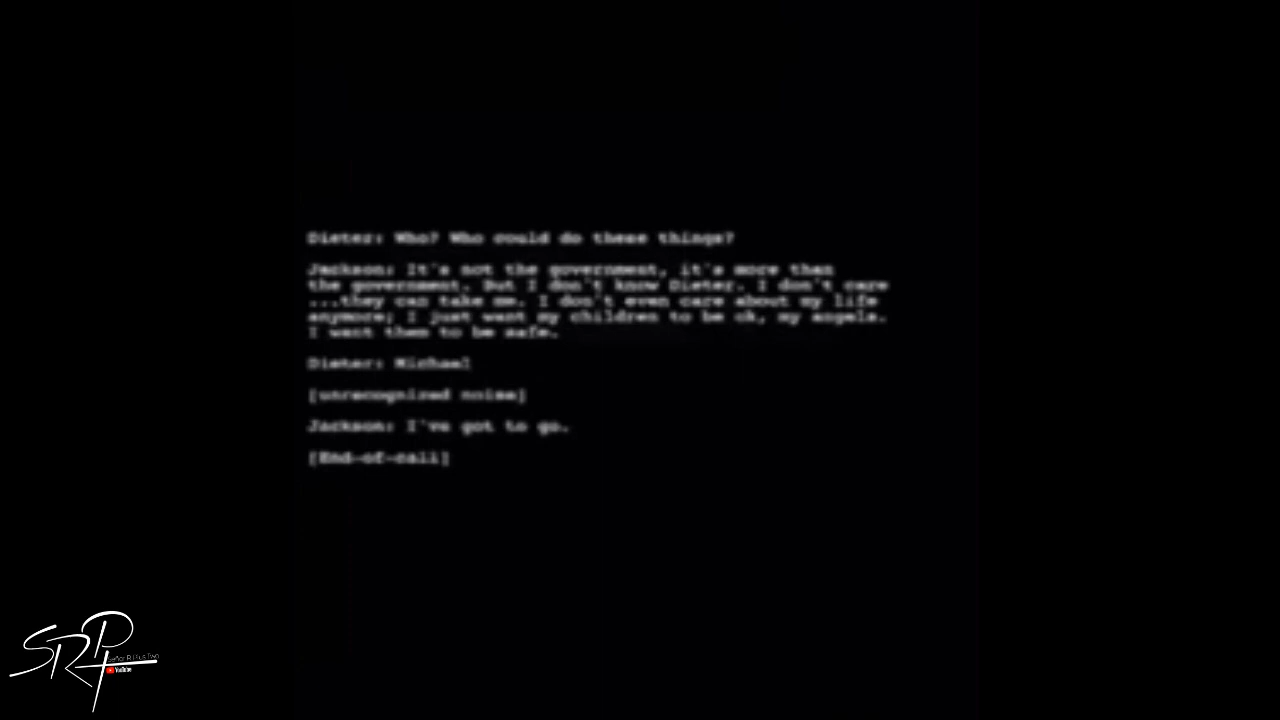 Dieter: Who? Who could do these things?
Jackson: It's not the government, it's more than
the government. But I don't know Dieter. I don't care
...they can take me. I don't even care about my life
anymore; I just want my children to be ok, my angels.
I want them to be safe.
Dieter: Michael
[unrecognized noise]
Jackson: I've got to go.
[End-of-call]
SRP
YouTube